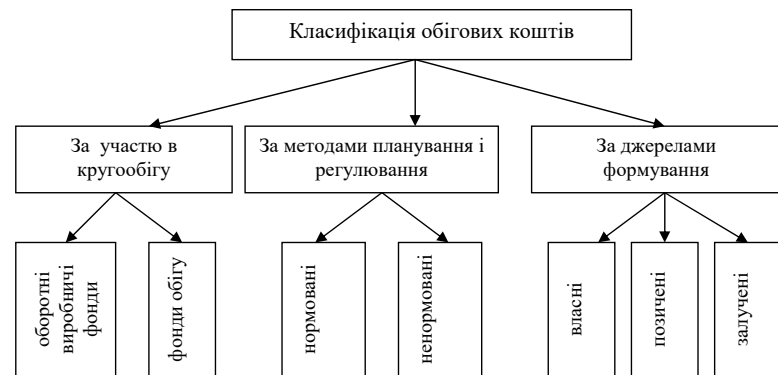 Класифікація обігових коштів
За участю в
кругообігу
За методами планування і
регулювання
За джерелами
формування
оборотні
виробничі
фонди
фонди обігу
нормовані
ненормовані
власні
позичені
залучені